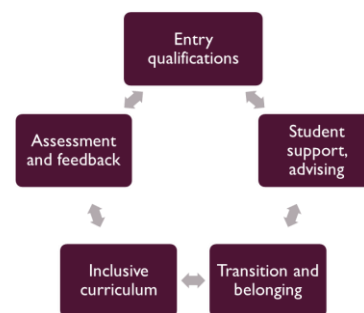 Entry
qualifications
Student
support,
advising
Transition and
belonging
Inclusive
curriculum
Assessment
and feedback